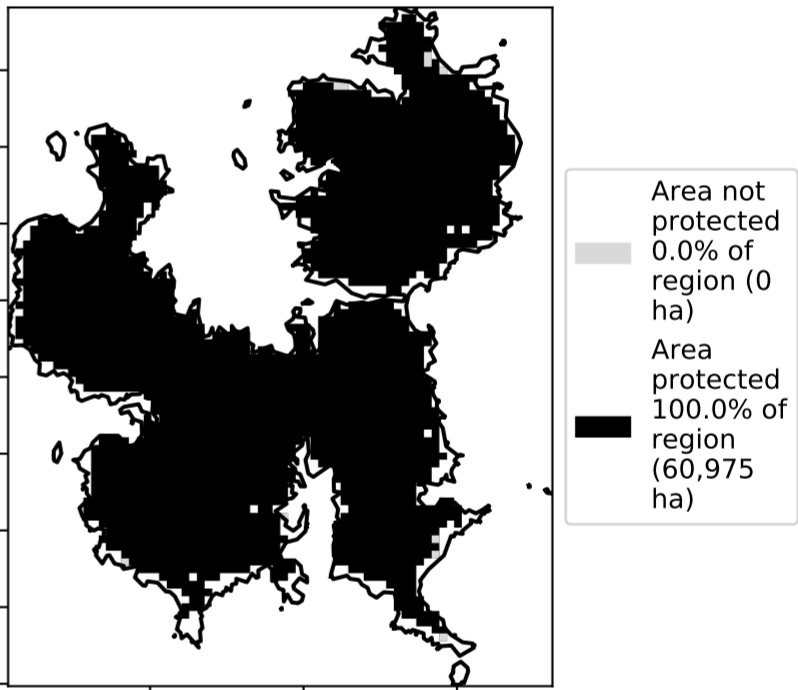 Area not
protected
0.0% of
region (0
ha)
Area
protected
100.0% of
region
(60,975
ha)